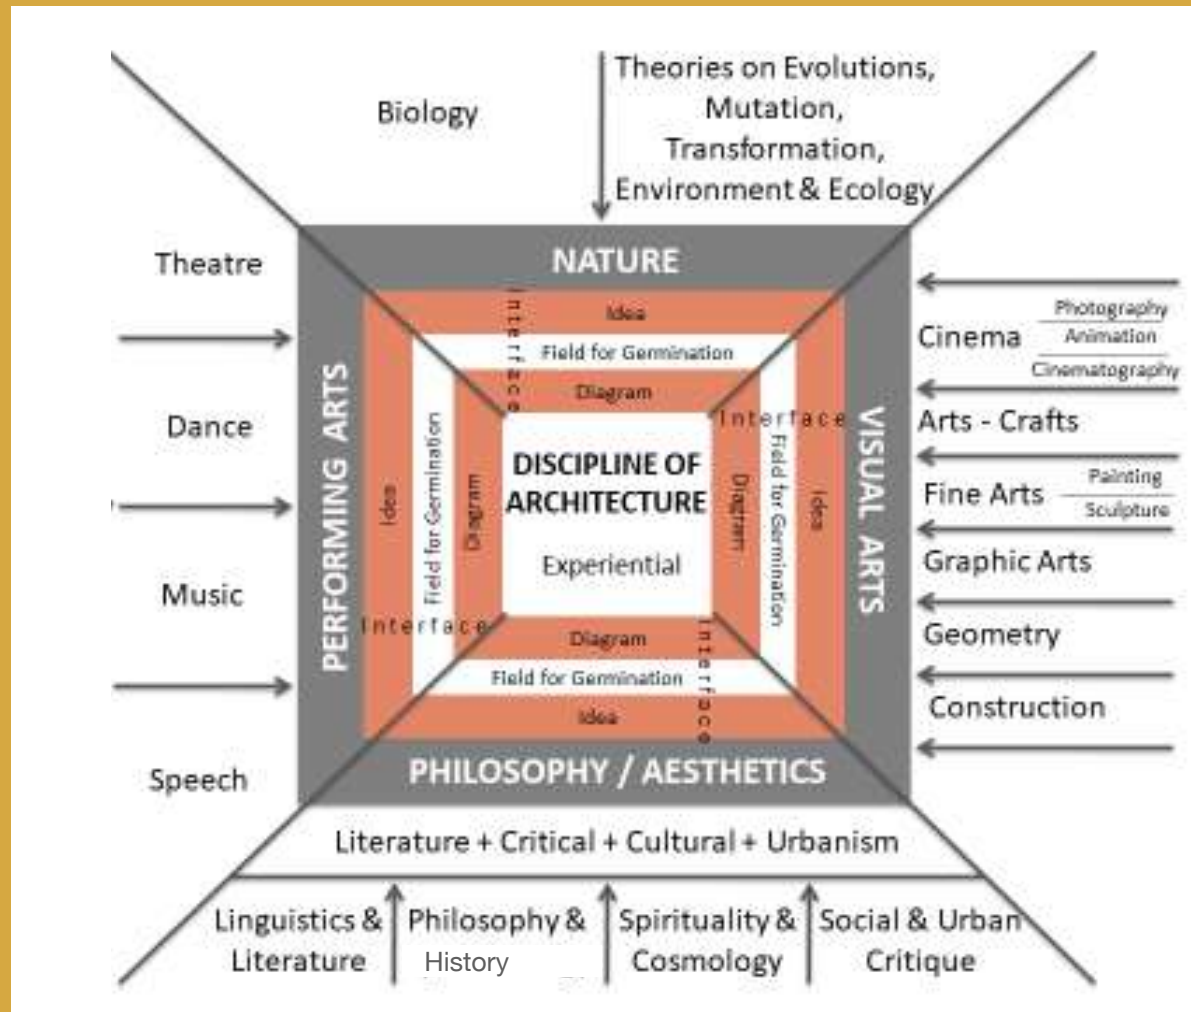 Biology
Theories on Evolutions,
Mutation,
Transformation,
Environment & Ecology
NATURE
Idea
Field for Germination
Diagram
Interface
Theatre
Dance
Music
Speech
PERFORMING ARTS
Idea
Field for Germination
Diagram
Interface
DISCIPLINE OF
ARCHITECTURE
Experiential
Interface
Diagram
Field for Germination
Idea
VISUAL ARTS
Cinema
Photography
Animation
Cinematography
Arts - Crafts
Fine Arts
Painting
Sculpture
Graphic Arts
Geometry
Construction
Diagram
Interface
Field for Germination
Idea
PHILOSOPHY / AESTHETICS
Literature + Critical + Cultural + Urbanism
Linguistics &
Literature
Philosophy &
History
Spirituality &
Cosmology
Social & Urban
Critique